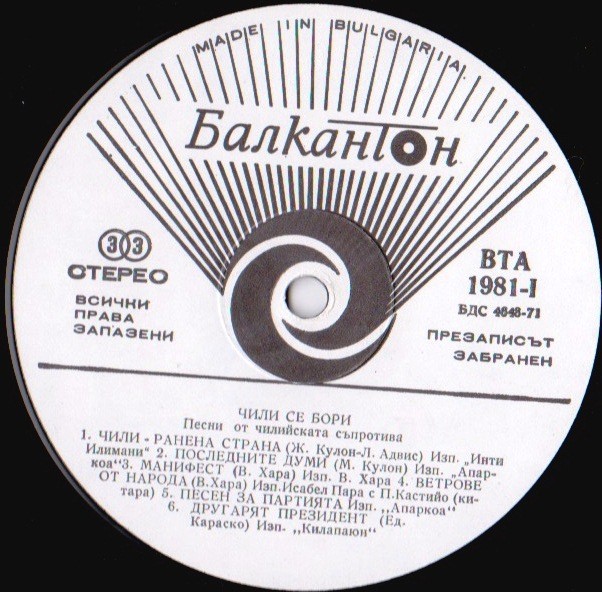 MADE IN BULGARIA
Балкантон
33
СТЕРЕО
ВСИЧКИ
ПРАВА
ЗАПАЗЕНИ
ВТА
1981-I
БДС 4648-71
ПРЕЗАПИСЪТ
ЗАБРАНЕН
ЧИЛИ СЕ БОРИ
Песни от чилийската съпротива
1. ЧИЛИ - РАНЕНА СТРАНА (Ж. Кулон-Л. Адвис) Изп. „Инти
Илимани" 2. ПОСЛЕДНИТЕ ДУМИ (М. Кулон) Изп. „Апар-
коа"3. МАНИФЕСТ (В. Хара) Изп. В. Хара 4. ВЕТРОВЕ
ОТ НАРОДА (В.Хара) Изп.Исабел Пара с П.Кастийо (ки-
тара) 5. ПЕСЕН ЗА ПАРТИЯТА Изп. „Апаркоа"
6. ДРУГАРЯТ ПРЕЗИДЕНТ (Ед.
Караско) Изп. „Килапаюн"